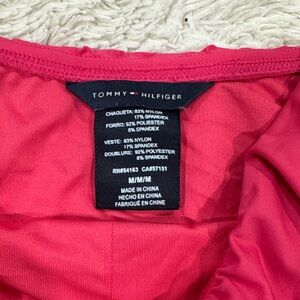 TOMMY HILFIGER
CHAQUETA: 83% NYLON
17% SPANDEX
FORRO: 92% POLIESTER
8% SPANDEX
VESTE: 83% NYLON
17% SPANDEX
DOUBLURE: 92% POLYESTER
8% SPANDEX
RN#54163 CA#57151
M/M/M
MADE IN CHINA
HECHO EN CHINA
FABRIQUÉ EN CHINE